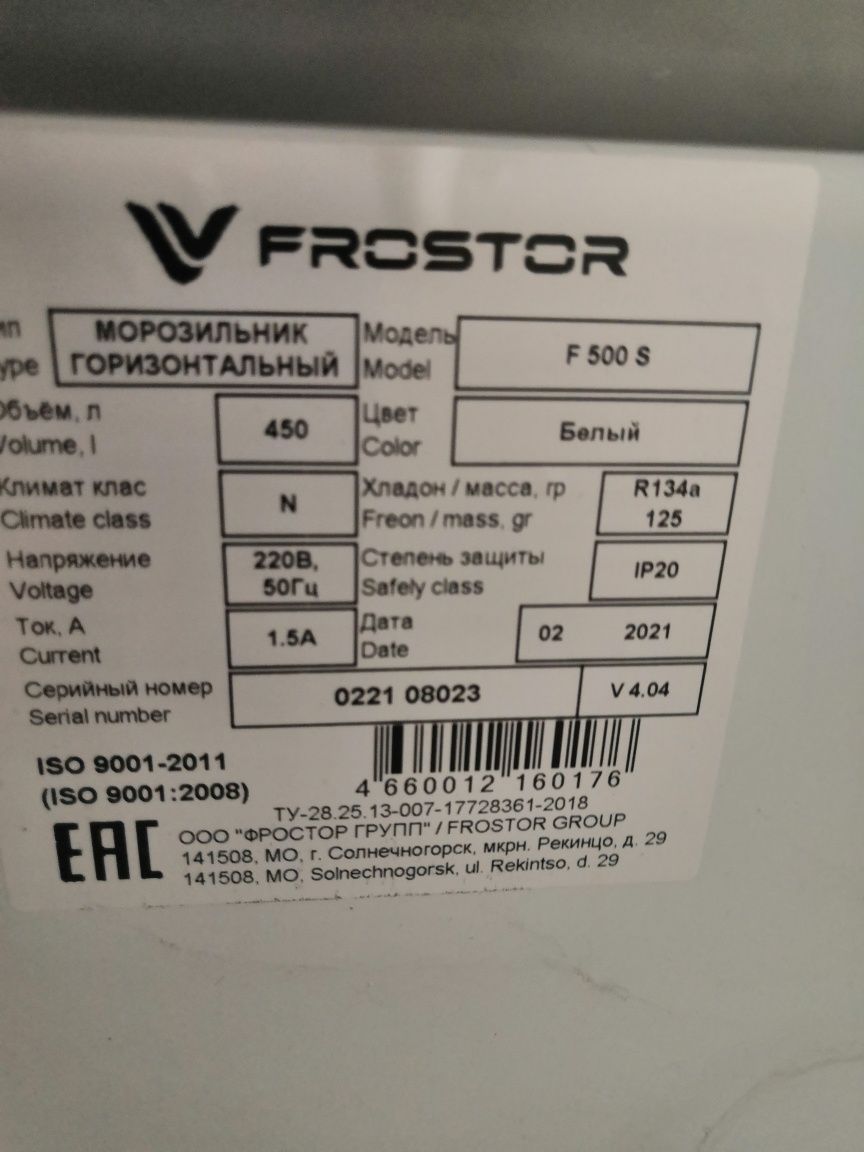 FROSTOR
МОРОЗИЛЬНИК
ГОРИЗОНТАЛЬНЫЙ
Модель
Model
F 500 S
Объём, л
Volume, l
450
Цвет
Color
Белый
Климат клас
Climate class
N
Хладон / масса, гр
Freon / mass, gr
R134a
125
Напряжение
Voltage
220В,
50Гц
Степень защиты
Safely class
IP20
Ток, А
Current
1.5А
Дата
Date
02 2021
Серийный номер
Serial number
0221 08023
V 4.04
ISO 9001-2011
(ISO 9001:2008)
4 660012 160176
ТУ-28.25.13-007-17728361-2018
EAC
ООО "ФРОСТОР ГРУПП" / FROSTOR GROUP
141508, МО, г. Солнечногорск, мкрн. Рекинцо, д. 29
141508, MO, Solnechnogorsk, ul. Rekintso, d. 29